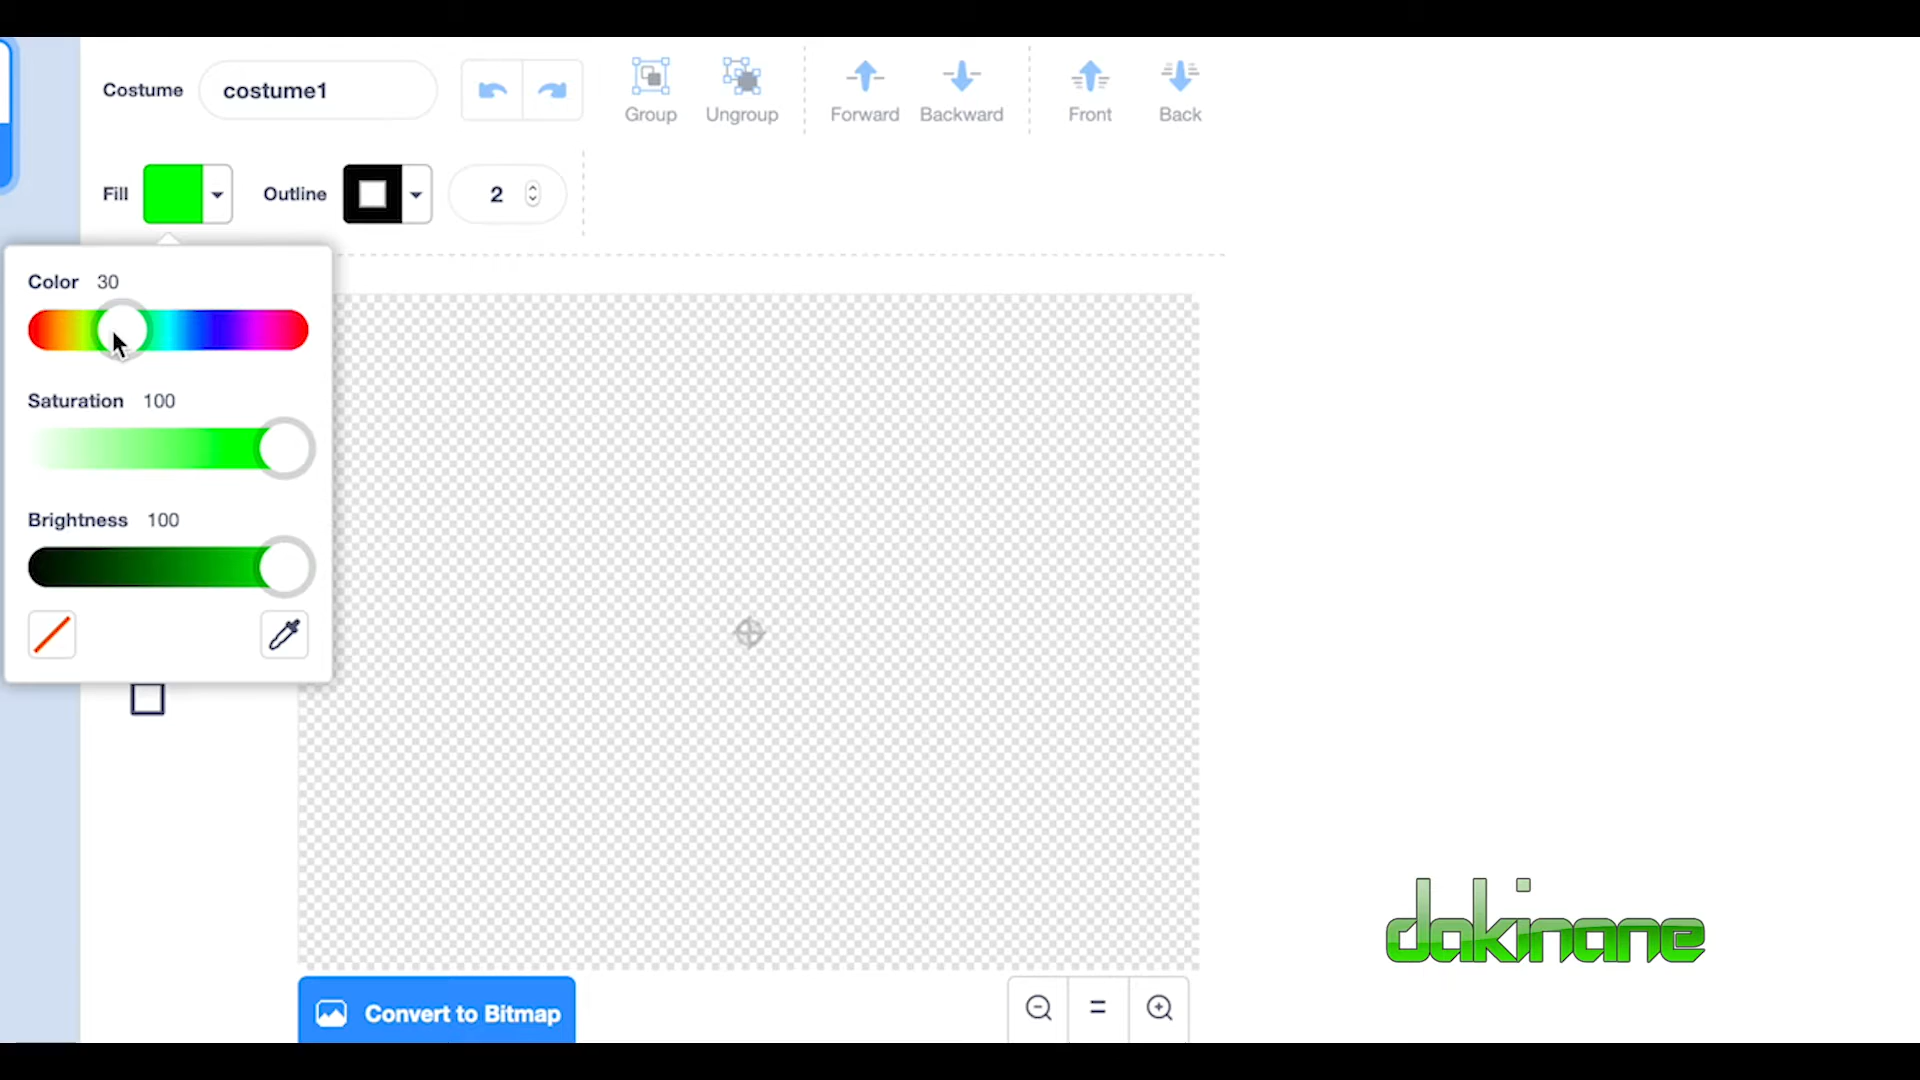 Costume costume1
Group Ungroup Forward Backward Front Back
Fill Outline 2
Color 30
Saturation 100
Brightness 100
Convert to Bitmap
dakinane